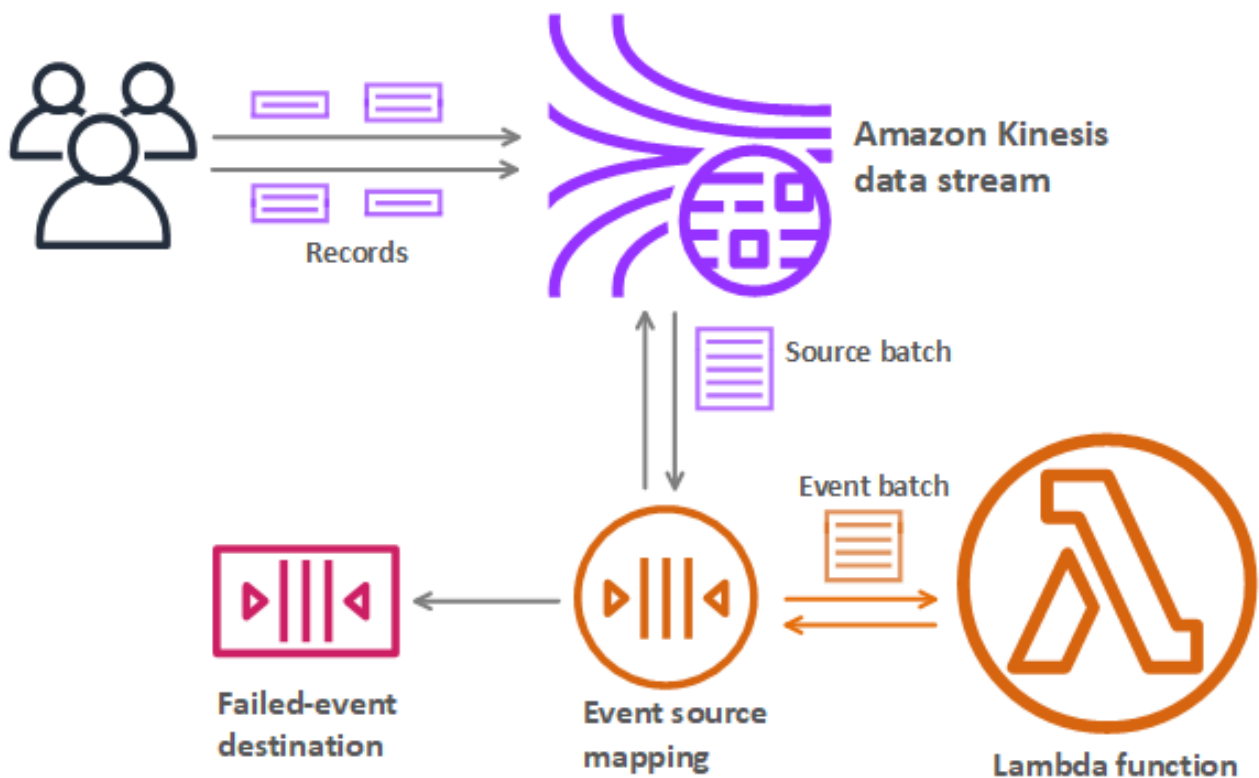 Amazon Kinesis
data stream
Records
Source batch
Event batch
Failed-event
destination
Event source
mapping
Lambda function